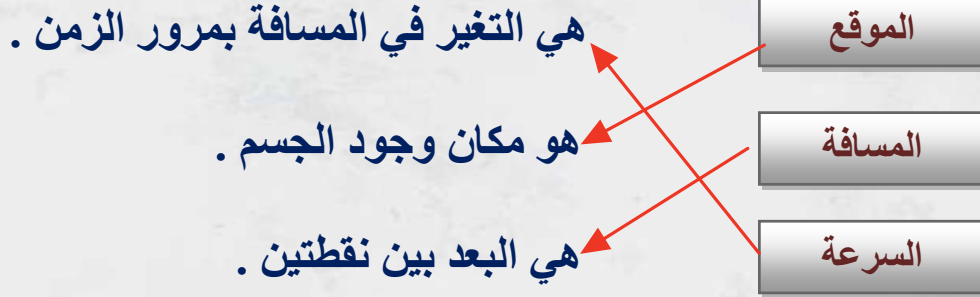 الموقع
هي التغير في المسافة بمرور الزمن .
المسافة
هو مكان وجود الجسم .
السرعة
هي البعد بين نقطتين .